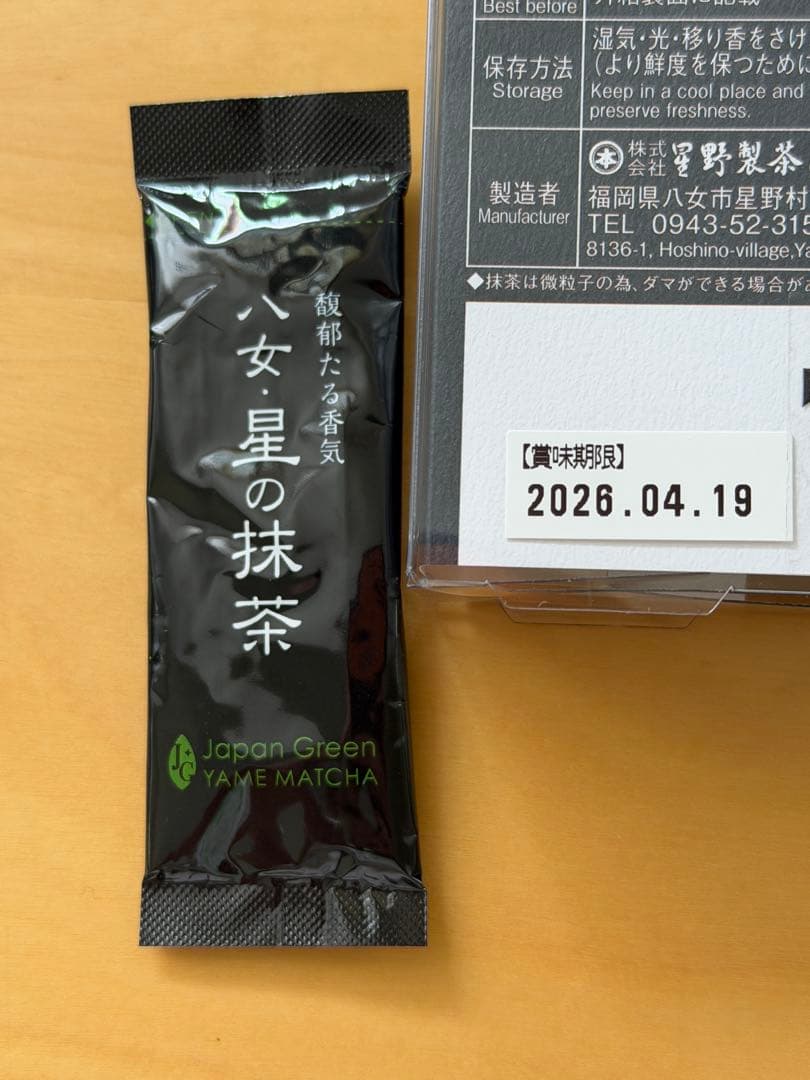 馥郁たる香気
八女・星の抹茶
Japan Green
YAME MATCHA
Best before
保存方法
Storage
湿気・光・移り香をさけ
(より鮮度を保つために
Keep in a cool place and
preserve freshness.
製造者
Manufacturer
株式会社 星野製茶
福岡県八女市星野村
TEL 0943-52-315
8136-1, Hoshino-village,Ya
◆抹茶は微粒子の為、ダマができる場合が
【賞味期限】
2026.04.19